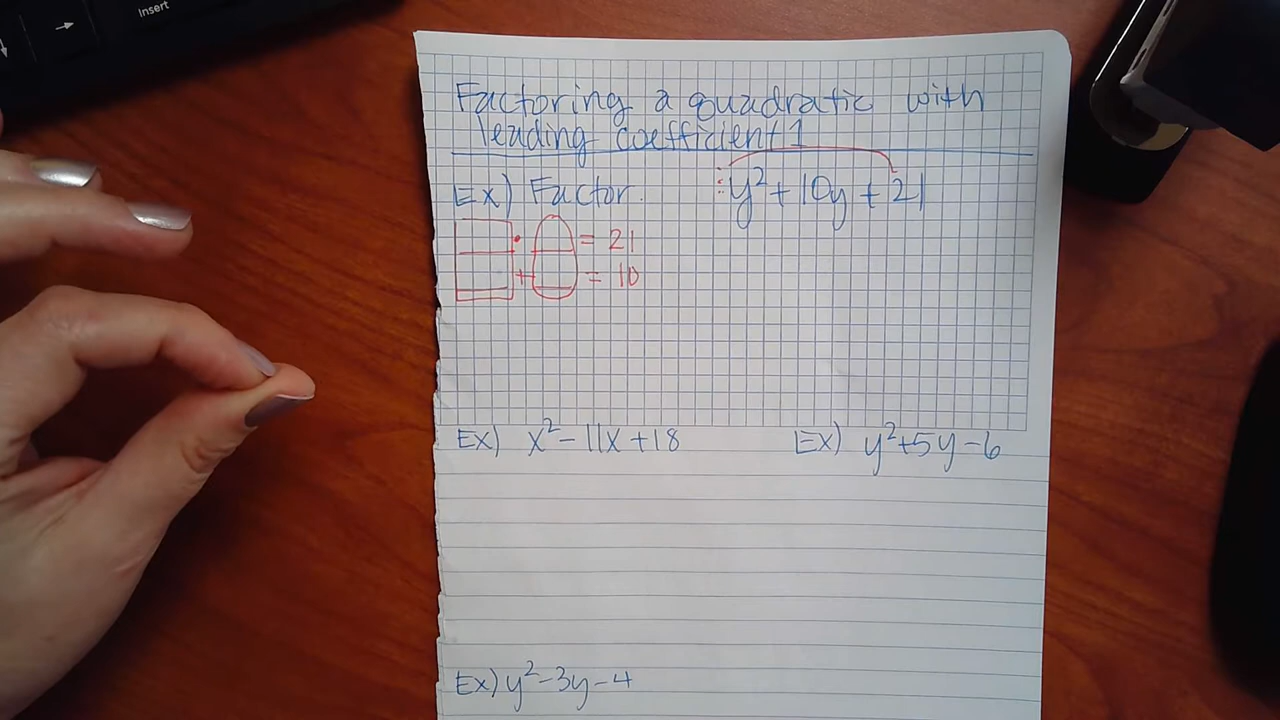 Insert
→
Factoring a quadratic with
leading coefficient 1
Ex) Factor. y²+10y+21
· = 21
+ = 10
Ex) x²-11x+18
Ex) y²+5y-6
Ex) y²-3y-4